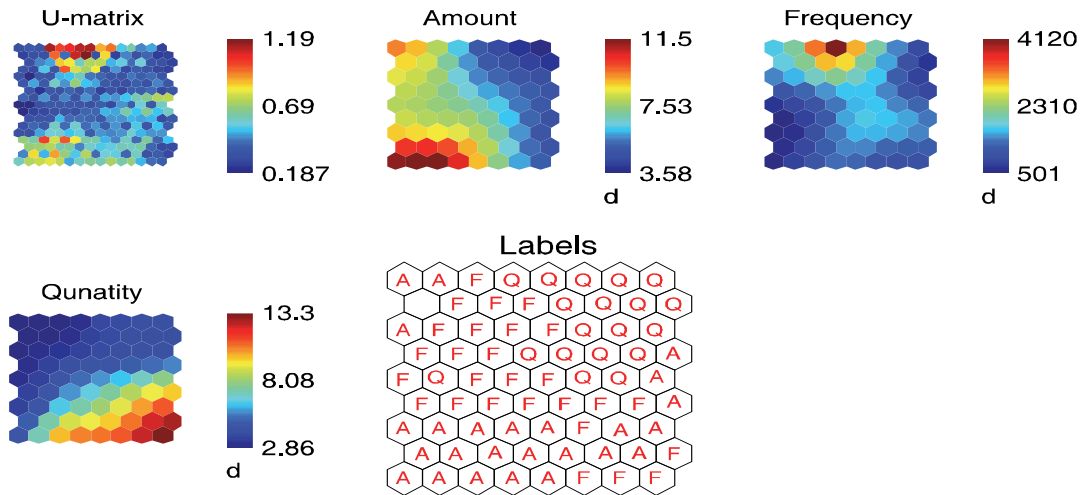 U-matrix
1.19
0.69
0.187
Amount
11.5
7.53
3.58
d
Frequency
4120
2310
501
d
Qunatity
13.3
8.08
2.86
d
Labels
A A F Q Q Q Q Q
F F F Q Q Q Q
A F F F F Q Q Q
F F F Q Q Q Q A
F Q F F F Q Q A
F F F F F F F A
A A A A A F A A
A A A A A A A F
A A A A A F F F